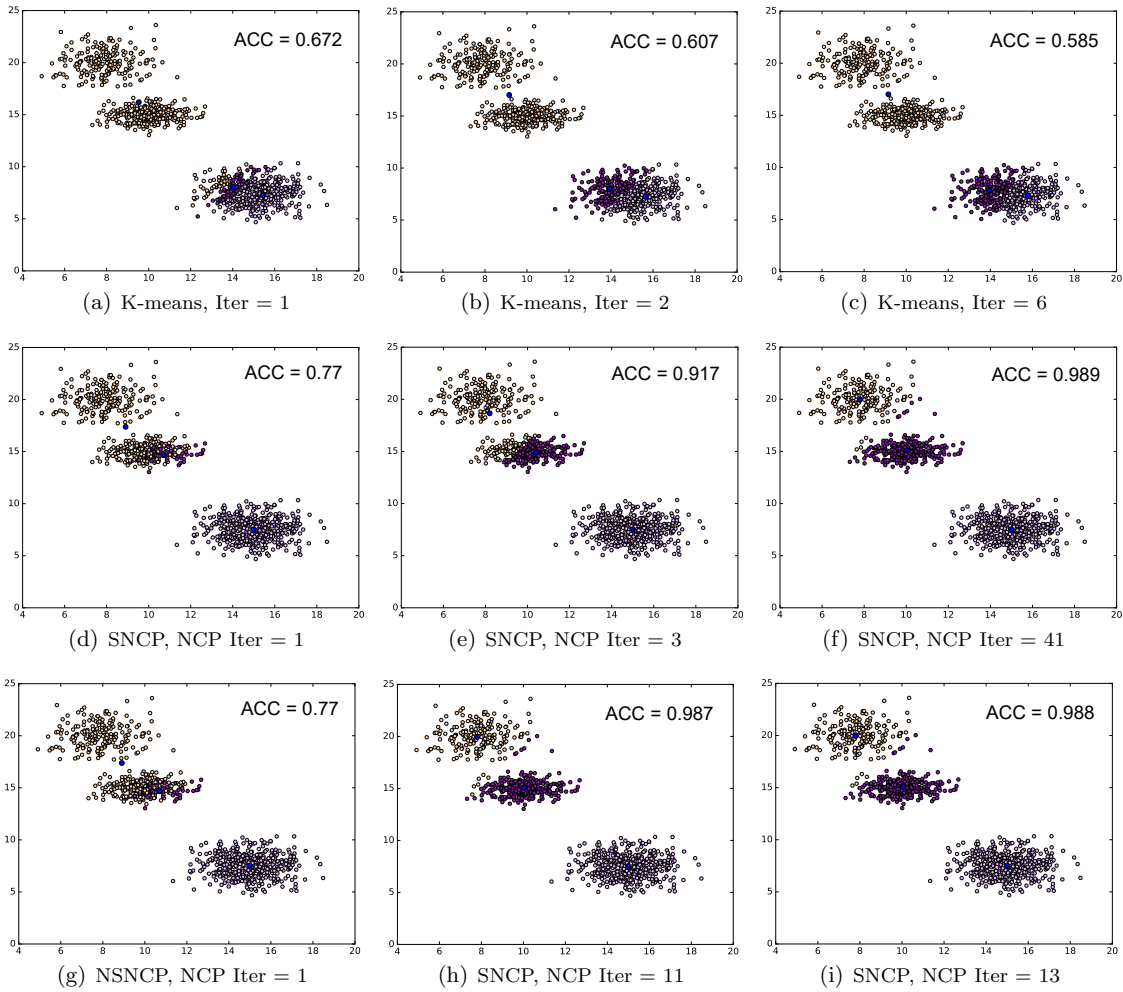 25
20
15
10
5
0
ACC = 0.672
4 6 8 10 12 14 16 18 20
(a) K-means, Iter = 1
25
20
15
10
5
0
ACC = 0.607
4 6 8 10 12 14 16 18 20
(b) K-means, Iter = 2
25
20
15
10
5
0
ACC = 0.585
4 6 8 10 12 14 16 18 20
(c) K-means, Iter = 6
25
20
15
10
5
0
ACC = 0.77
4 6 8 10 12 14 16 18 20
(d) SNCP, NCP Iter = 1
25
20
15
10
5
0
ACC = 0.917
4 6 8 10 12 14 16 18 20
(e) SNCP, NCP Iter = 3
25
20
15
10
5
0
ACC = 0.989
4 6 8 10 12 14 16 18 20
(f) SNCP, NCP Iter = 41
25
20
15
10
5
0
ACC = 0.77
4 6 8 10 12 14 16 18 20
(g) NSNCP, NCP Iter = 1
25
20
15
10
5
0
ACC = 0.987
4 6 8 10 12 14 16 18 20
(h) SNCP, NCP Iter = 11
25
20
15
10
5
0
ACC = 0.988
4 6 8 10 12 14 16 18 20
(i) SNCP, NCP Iter = 13